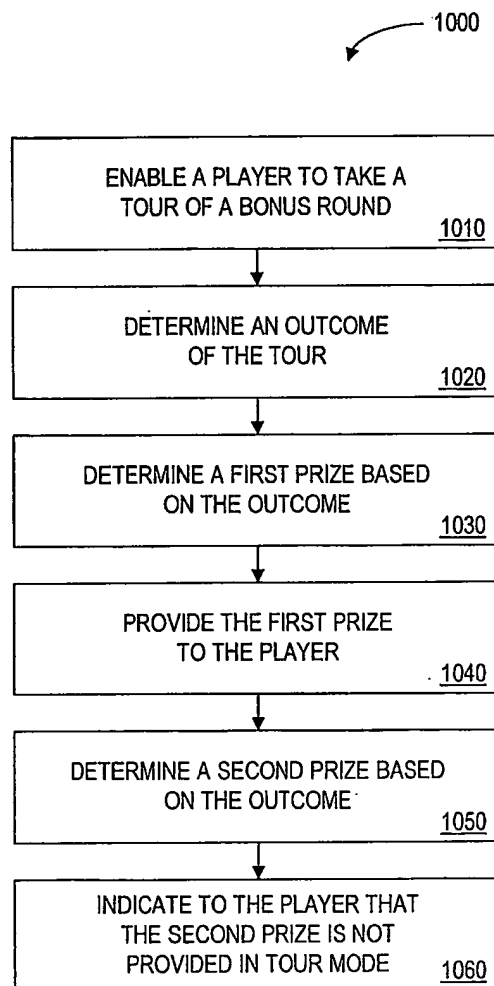 1000
ENABLE A PLAYER TO TAKE A
TOUR OF A BONUS ROUND
1010
DETERMINE AN OUTCOME
OF THE TOUR
1020
DETERMINE A FIRST PRIZE BASED
ON THE OUTCOME
1030
PROVIDE THE FIRST PRIZE
TO THE PLAYER
1040
DETERMINE A SECOND PRIZE BASED
ON THE OUTCOME
1050
INDICATE TO THE PLAYER THAT
THE SECOND PRIZE IS NOT
PROVIDED IN TOUR MODE
1060